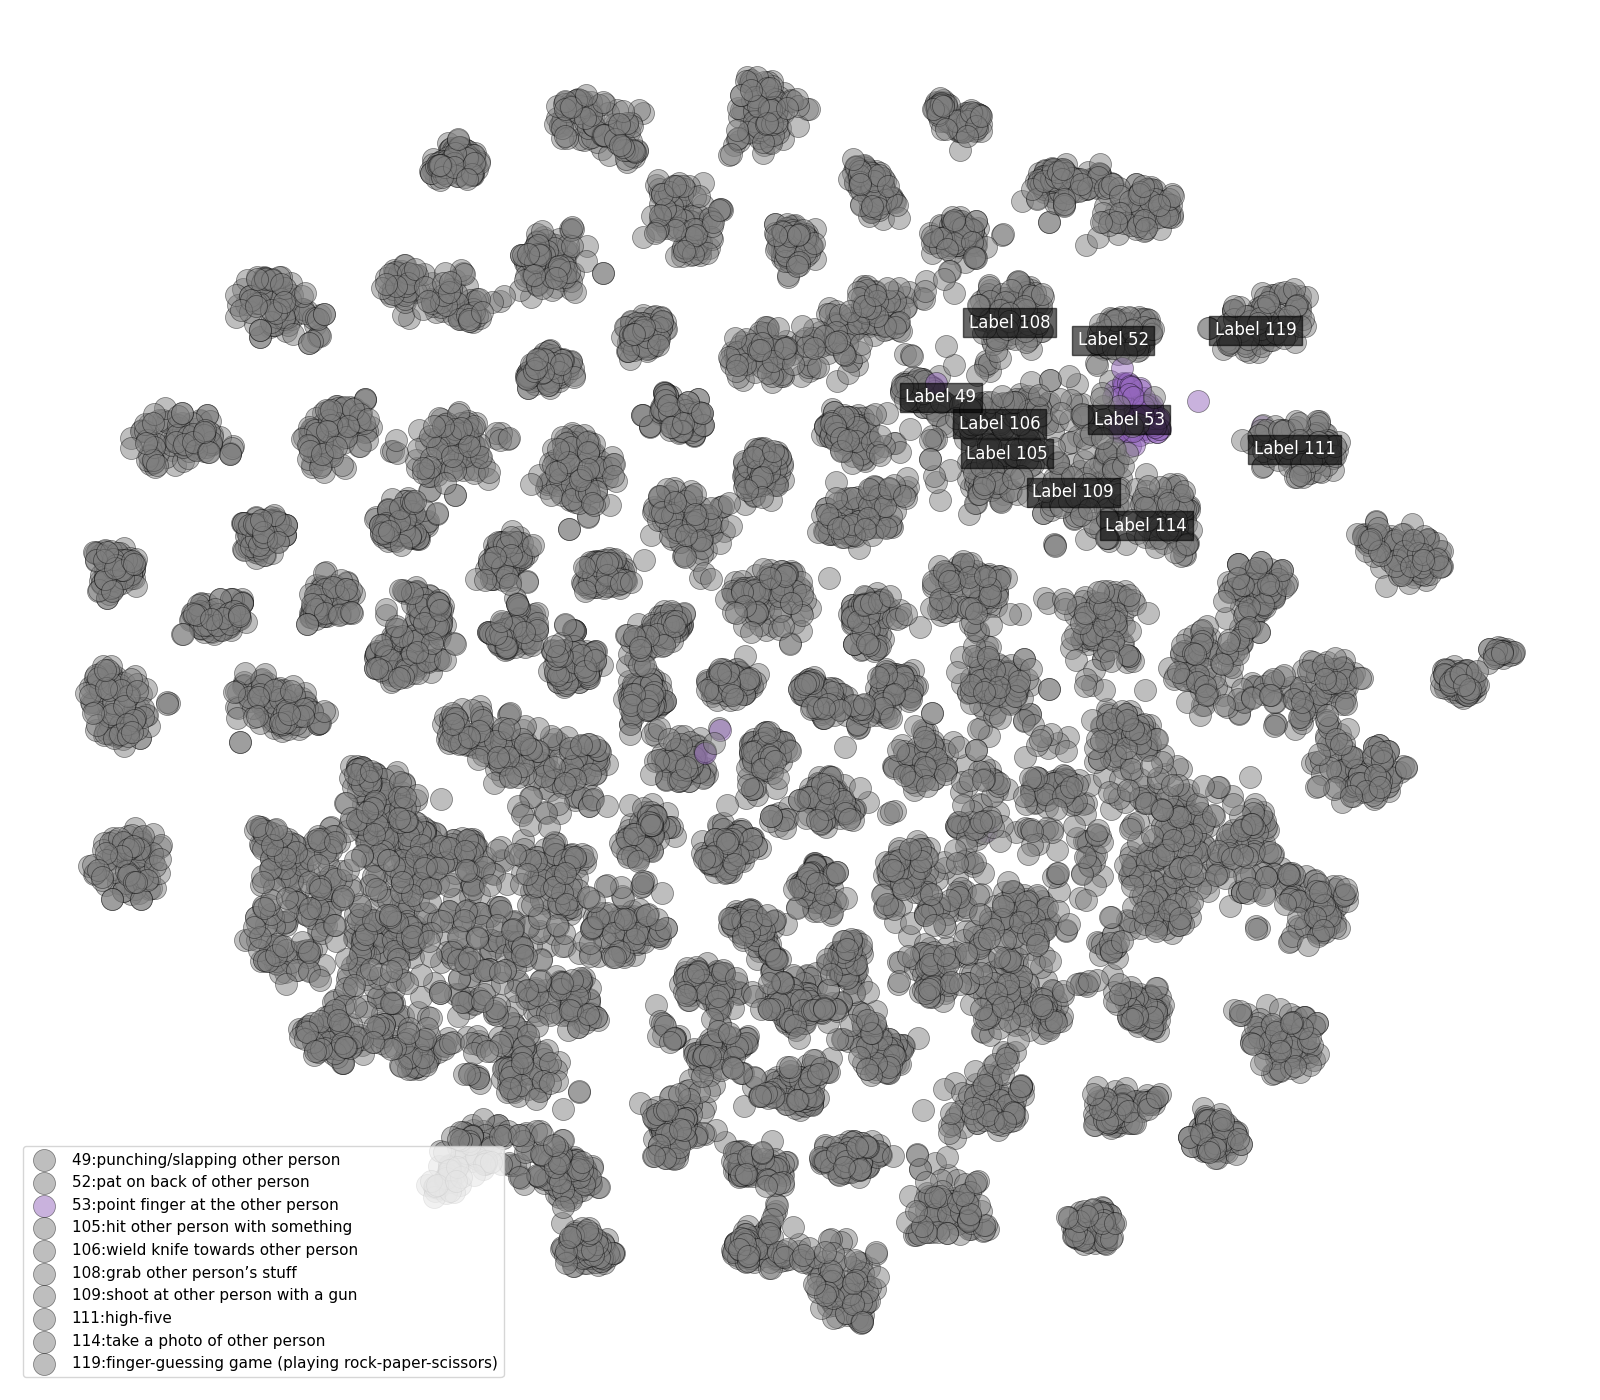 Label 108
Label 52
Label 119
Label 49
Label 106
Label 53
Label 105
Label 111
Label 109
Label 114
49:punching/slapping other person
52:pat on back of other person
53:point finger at the other person
105:hit other person with something
106:wield knife towards other person
108:grab other person’s stuff
109:shoot at other person with a gun
111:high-five
114:take a photo of other person
119:finger-guessing game (playing rock-paper-scissors)